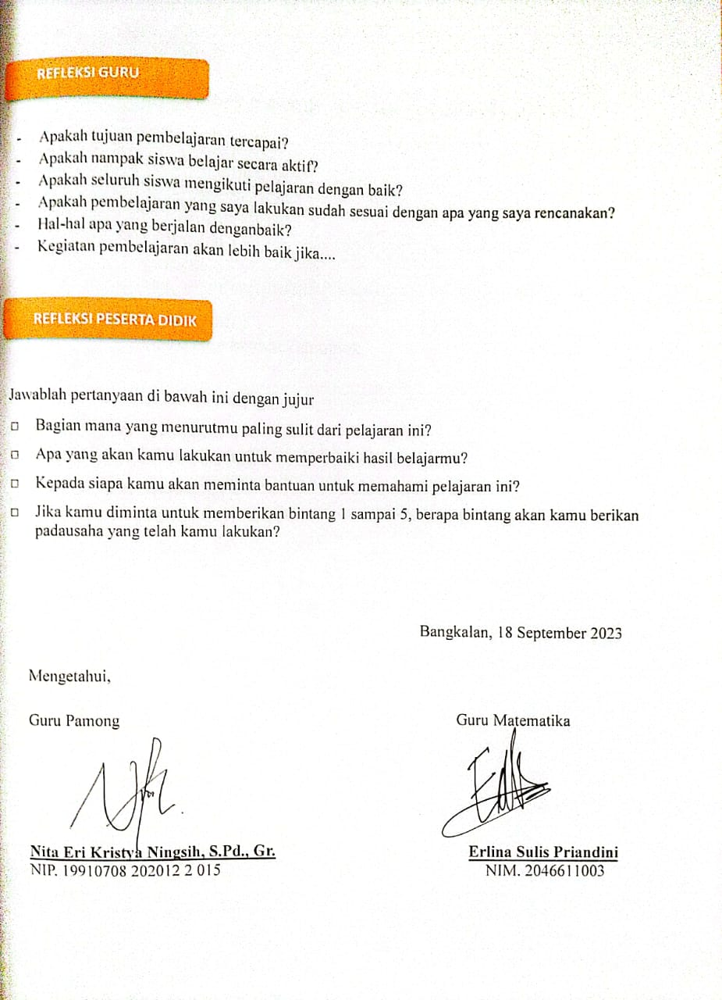 REFLEKSI GURU
- Apakah tujuan pembelajaran tercapai?
- Apakah nampak siswa belajar secara aktif?
- Apakah seluruh siswa mengikuti pelajaran dengan baik?
- Apakah pembelajaran yang saya lakukan sudah sesuai dengan apa yang saya rencanakan?
- Hal-hal apa yang berjalan denganbaik?
- Kegiatan pembelajaran akan lebih baik jika....
REFLEKSI PESERTA DIDIK
Jawablah pertanyaan di bawah ini dengan jujur
□ Bagian mana yang menurutmu paling sulit dari pelajaran ini?
□ Apa yang akan kamu lakukan untuk memperbaiki hasil belajarmu?
□ Kepada siapa kamu akan meminta bantuan untuk memahami pelajaran ini?
□ Jika kamu diminta untuk memberikan bintang 1 sampai 5, berapa bintang akan kamu berikan
padausaha yang telah kamu lakukan?
Bangkalan, 18 September 2023
Mengetahui,
Guru Pamong
Guru Matematika
Nita Eri Kristya Ningsih, S.Pd., Gr.
NIP. 19910708 202012 2 015
Erlina Sulis Priandini
NIM. 2046611003